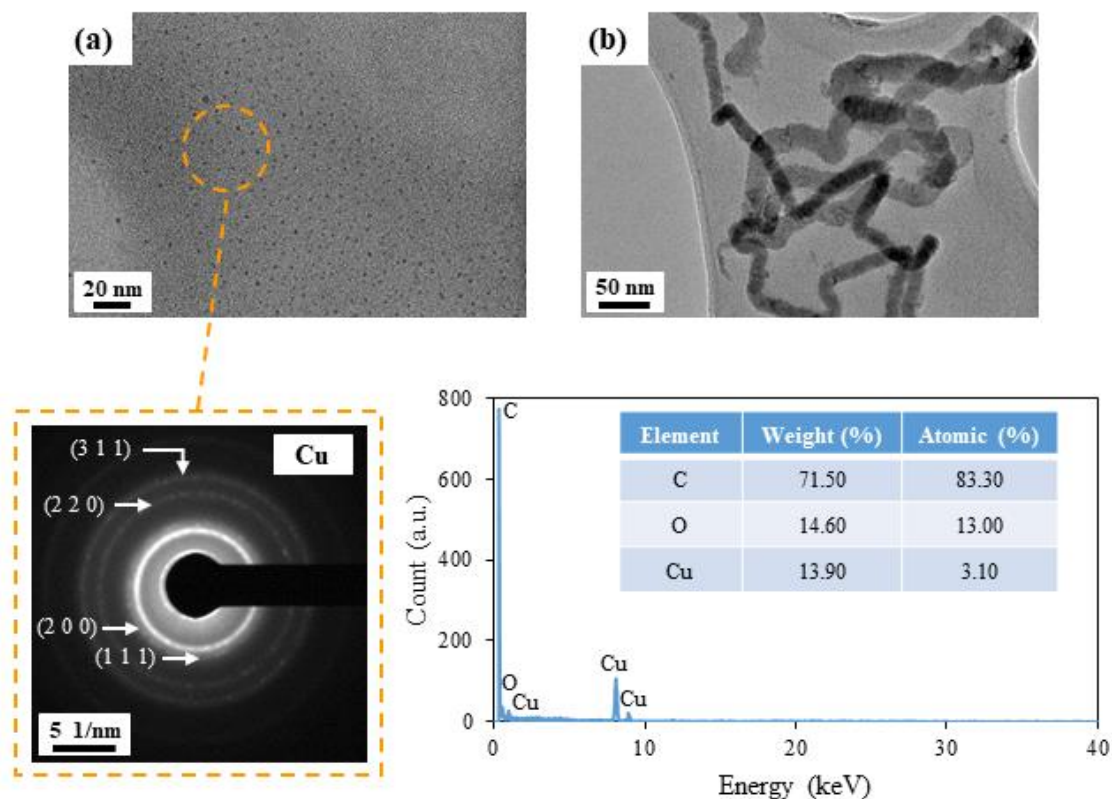 (a)
20 nm
(b)
50 nm
Cu
(3 1 1)
(2 2 0)
(2 0 0)
(1 1 1)
5 1/nm
800
600
400
200
0
Count (a.u.)
C
O
Cu
Cu
Cu
Element Weight (%) Atomic (%)
C 71.50 83.30
O 14.60 13.00
Cu 13.90 3.10
0 10 20 30 40
Energy (keV)